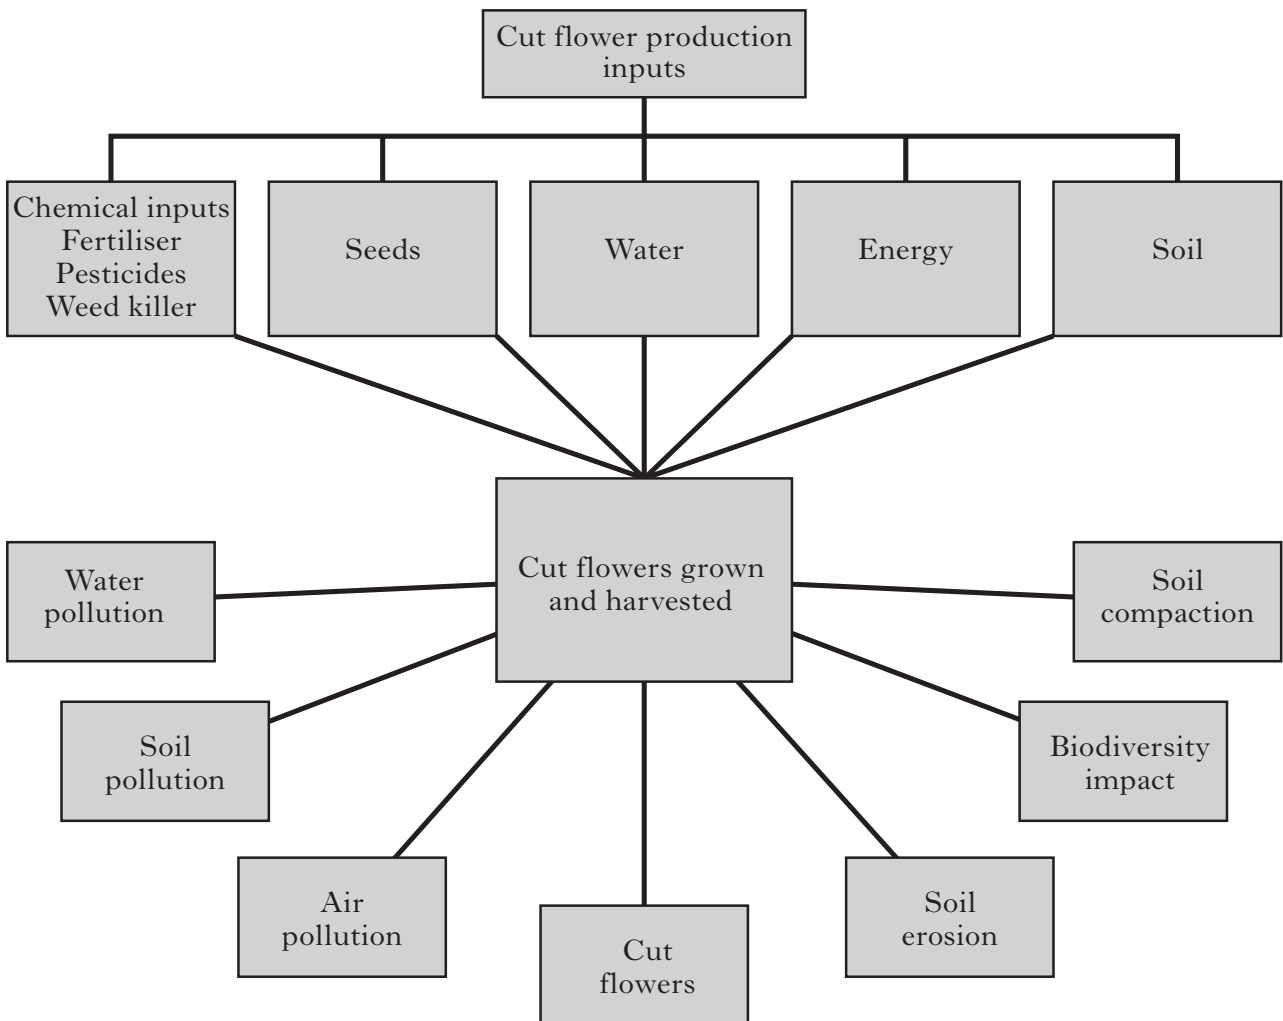 Cut flower production
inputs
Chemical inputs
Fertiliser
Pesticides
Weed killer
Seeds
Water
Energy
Soil
Cut flowers grown
and harvested
Water
pollution
Soil
compaction
Soil
pollution
Biodiversity
impact
Air
pollution
Cut
flowers
Soil
erosion